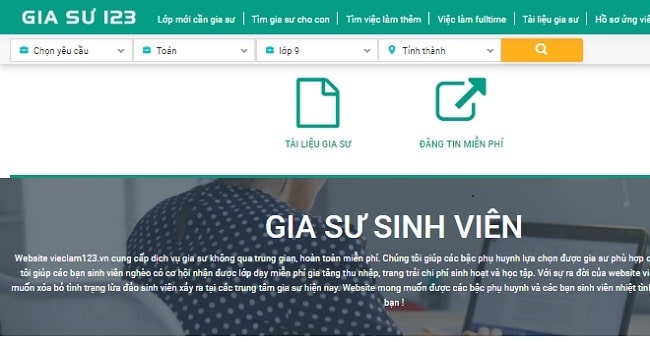 GIA SƯ 123 Lớp mới cần gia sư Tìm gia sư cho con Tìm việc làm thêm Việc làm fulltime Tài liệu gia sư Hồ sơ ứng viê
Chọn yêu cầu Toán lớp 9 Tỉnh thành
TÀI LIỆU GIA SƯ ĐĂNG TIN MIỄN PHÍ
GIA SƯ SINH VIÊN
Website vieclam123.vn cung cấp dịch vụ gia sư không qua trung gian, hoàn toàn miễn phí. Chúng tôi giúp các bậc phụ huynh lựa chọn được gia sư phù hợp
tôi giúp các bạn sinh viên nghèo có cơ hội nhận được lớp dạy miễn phí gia tăng thu nhập, trang trải chi phí sinh hoạt và học tập. Với sự ra đời của website vi
muốn xóa bỏ tình trạng lừa đảo sinh viên xảy ra tại các trung tâm gia sư hiện nay. Website mong muốn được các bậc phụ huynh và các bạn sinh viên nhiệt tìn
bạn !